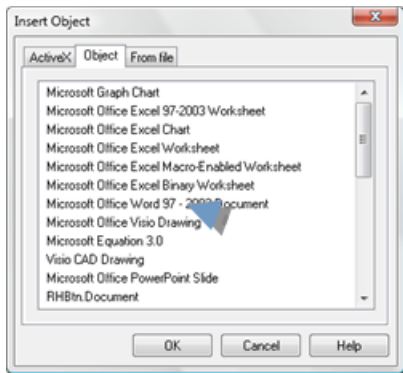 Insert Object
ActiveX Object From file
Microsoft Graph Chart
Microsoft Office Excel 97-2003 Worksheet
Microsoft Office Excel Chart
Microsoft Office Excel Worksheet
Microsoft Office Excel Macro-Enabled Worksheet
Microsoft Office Excel Binary Worksheet
Microsoft Office Word 97 - 2003 Document
Microsoft Office Visio Drawing
Microsoft Equation 3.0
Visio CAD Drawing
Microsoft Office PowerPoint Slide
RHBtn.Document
OK Cancel Help